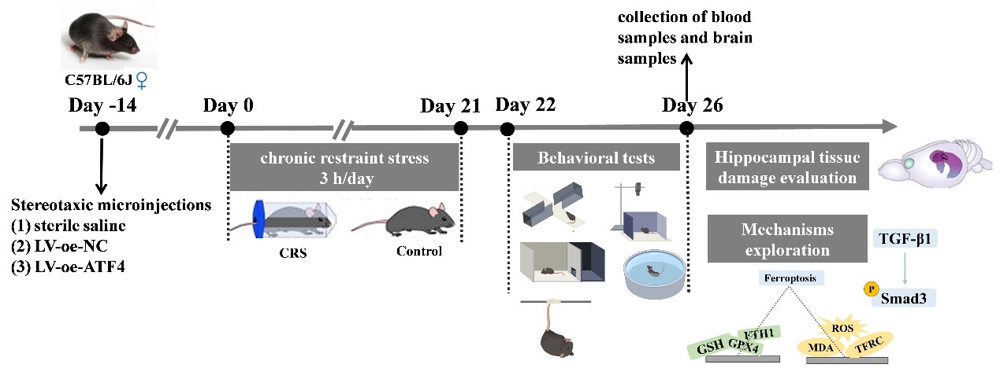 collection of blood
samples and brain
samples
C57BL/6J♀
Day -14
Day 0
Day 21
Day 22
Day 26
chronic restraint stress
3 h/day
Behavioral tests
Hippocampal tissue
damage evaluation
Stereotaxic microinjections
(1) sterile saline
(2) LV-oe-NC
(3) LV-oe-ATF4
CRS
Control
Mechanisms
exploration
TGF-β1
P
Smad3
Ferroptosis
GSH
GPX4
FTH1
ROS
MDA
TFRC